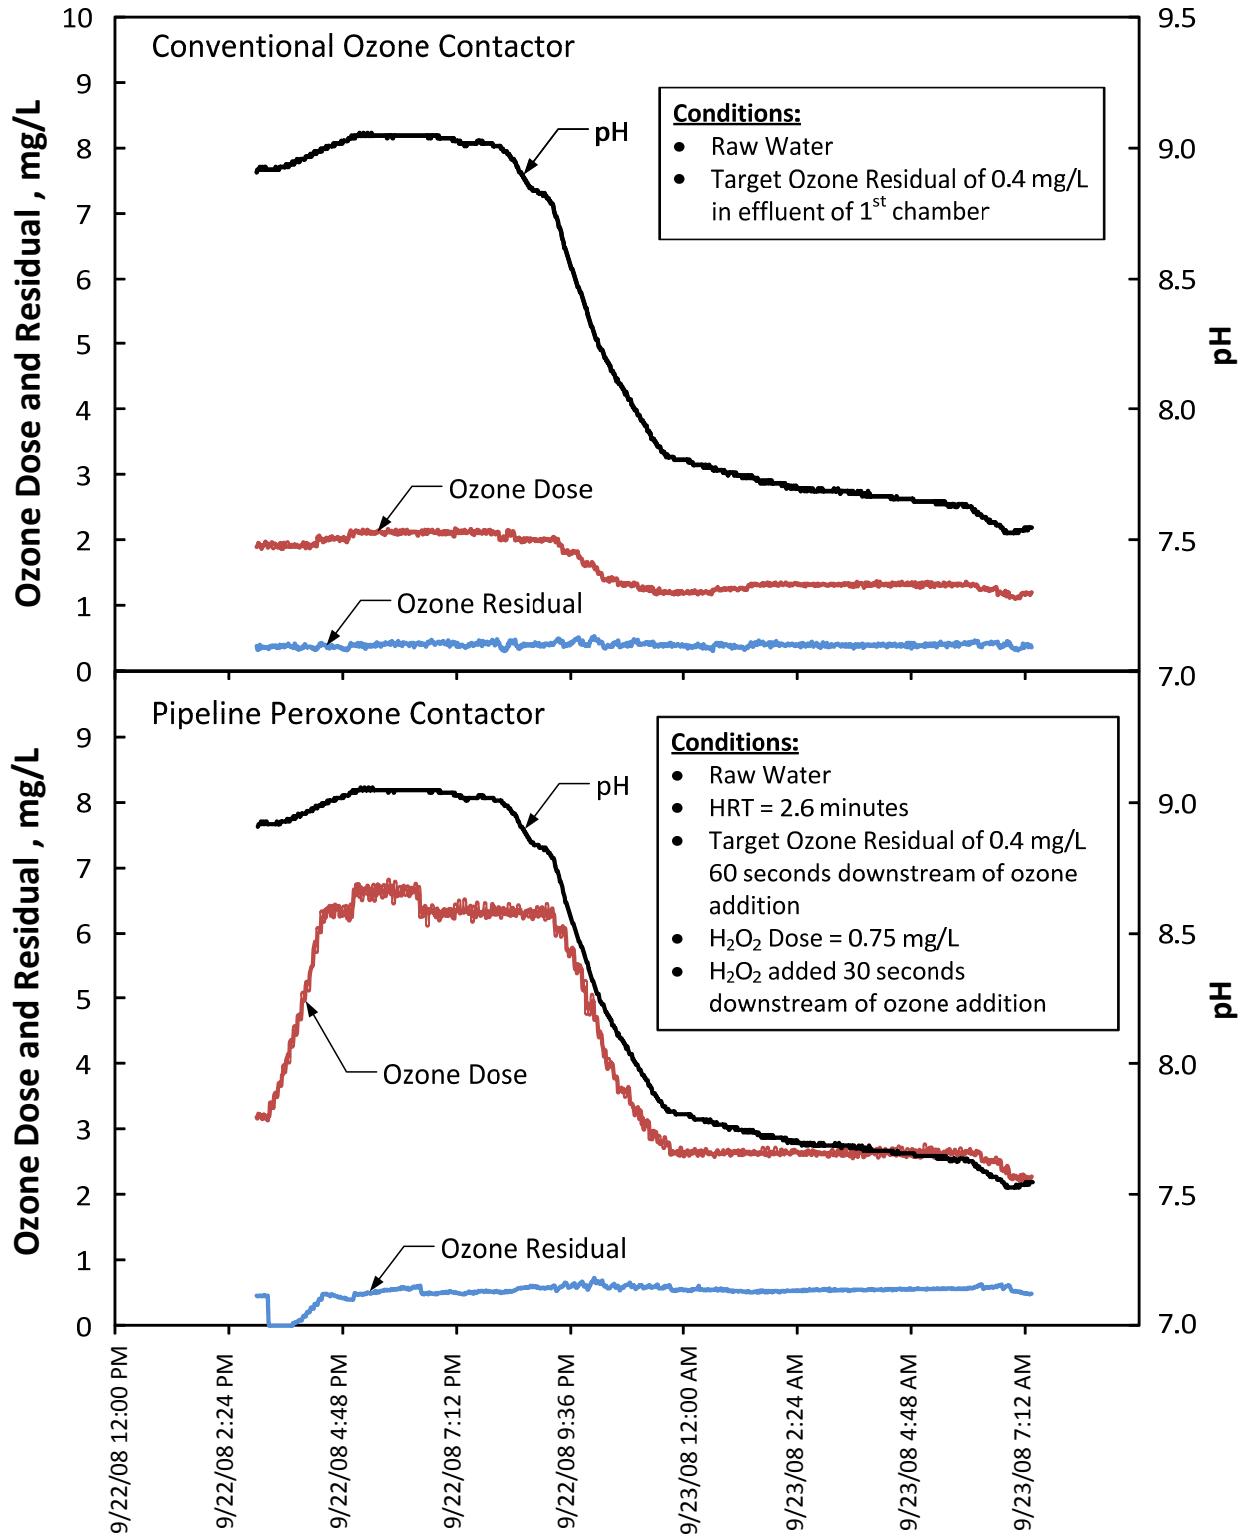 Conventional Ozone Contactor
Ozone Dose and Residual , mg/L
10
9
8
7
6
5
4
3
2
1
0
pH
Conditions:
● Raw Water
● Target Ozone Residual of 0.4 mg/L
in effluent of 1st chamber
Ozone Dose
Ozone Residual
9.5
9.0
8.5
8.0
7.5
7.0
pH
Pipeline Peroxone Contactor
Ozone Dose and Residual , mg/L
9
8
7
6
5
4
3
2
1
0
pH
Conditions:
● Raw Water
● HRT = 2.6 minutes
● Target Ozone Residual of 0.4 mg/L
60 seconds downstream of ozone
addition
● H₂O₂ Dose = 0.75 mg/L
● H₂O₂ added 30 seconds
downstream of ozone addition
Ozone Dose
Ozone Residual
9.0
8.5
8.0
7.5
7.0
pH
9/22/08 12:00 PM
9/22/08 2:24 PM
9/22/08 4:48 PM
9/22/08 7:12 PM
9/22/08 9:36 PM
9/23/08 12:00 AM
9/23/08 2:24 AM
9/23/08 4:48 AM
9/23/08 7:12 AM